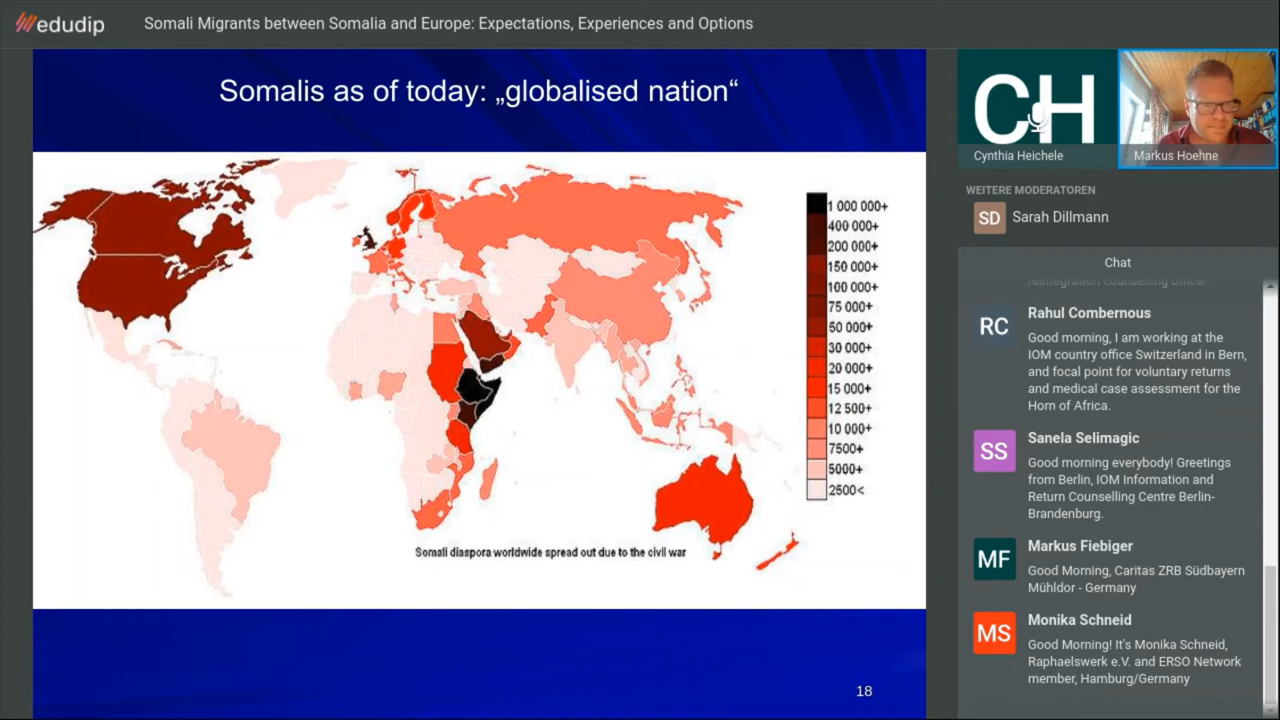 edudip
Somali Migrants between Somalia and Europe: Expectations, Experiences and Options
Somalis as of today: „globalised nation“
1 000 000+
400 000+
200 000+
150 000+
100 000+
75 000+
50 000+
30 000+
20 000+
15 000+
12 500+
10 000+
7500+
5000+
2500<
Somali diaspora worldwide spread out due to the civil war
18
CH
Cynthia Heichele
Markus Hoehne
WEITERE MODERATOREN
SD
Sarah Dillmann
Chat
reintegration counselling officer
RC
Rahul Combernous
Good morning, I am working at the
IOM country office Switzerland in Bern,
and focal point for voluntary returns
and medical case assessment for the
Horn of Africa.
SS
Sanela Selimagic
Good morning everybody! Greetings
from Berlin, IOM Information and
Return Counselling Centre Berlin-
Brandenburg.
MF
Markus Fiebiger
Good Morning, Caritas ZRB Südbayern
Mühldor - Germany
MS
Monika Schneid
Good Morning! It's Monika Schneid,
Raphaelswerk e.V. and ERSO Network
member, Hamburg/Germany